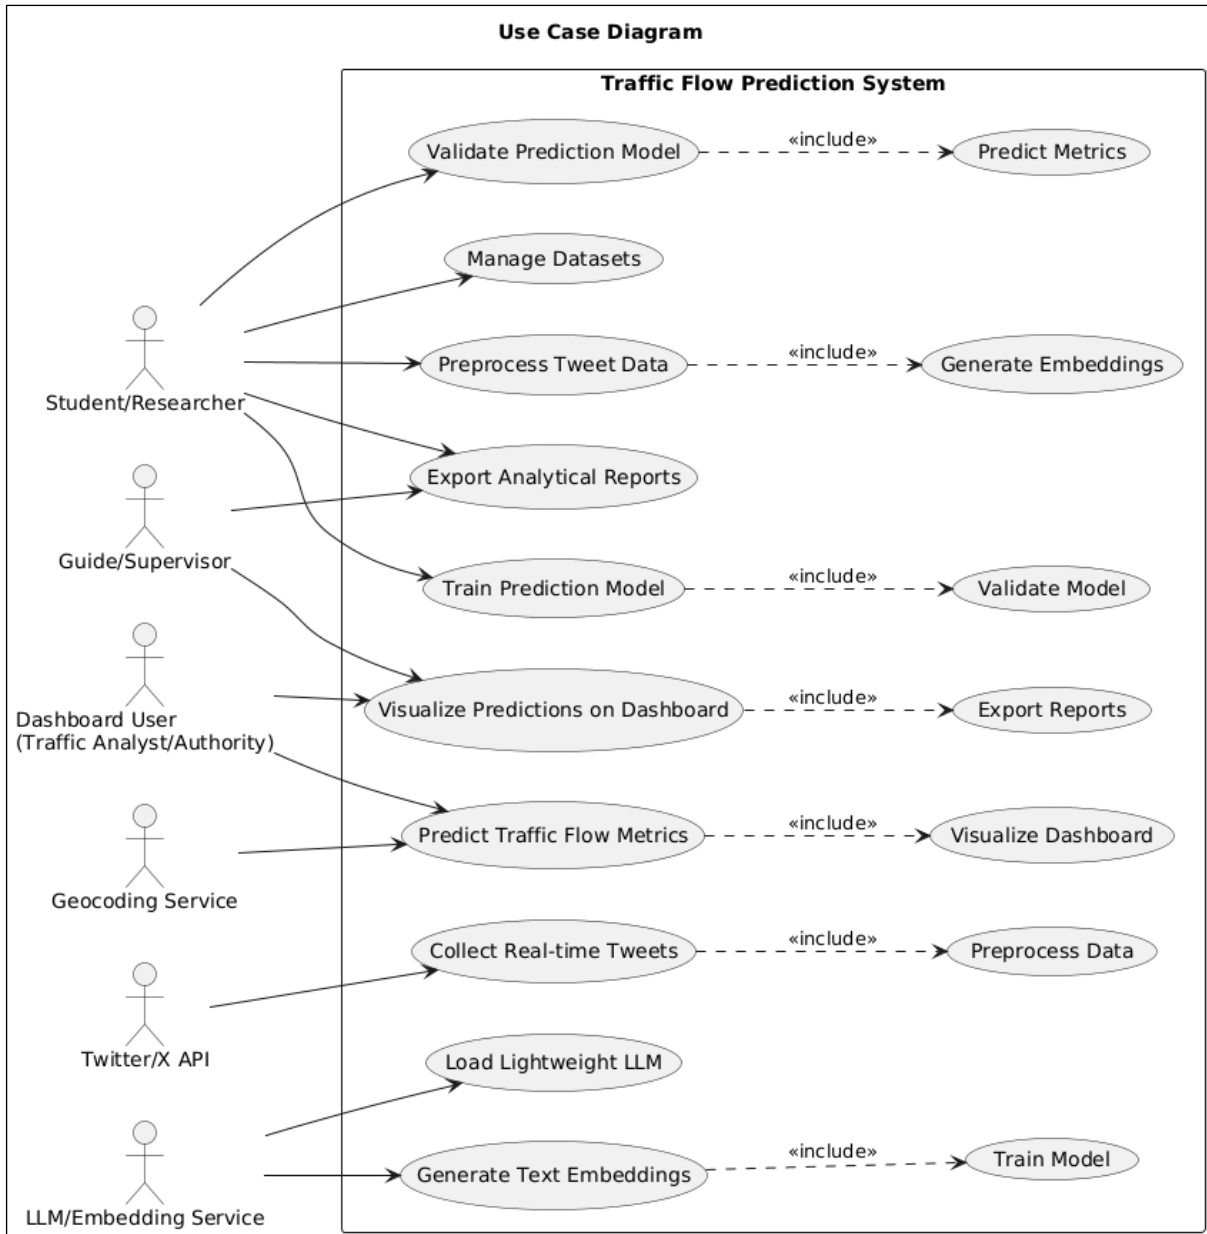 Use Case Diagram
Traffic Flow Prediction System
Validate Prediction Model
«include»
Predict Metrics
Manage Datasets
Preprocess Tweet Data
«include»
Generate Embeddings
Student/Researcher
Export Analytical Reports
Guide/Supervisor
Train Prediction Model
«include»
Validate Model
Visualize Predictions on Dashboard
«include»
Export Reports
Dashboard User
(Traffic Analyst/Authority)
Predict Traffic Flow Metrics
«include»
Visualize Dashboard
Geocoding Service
Collect Real-time Tweets
«include»
Preprocess Data
Twitter/X API
Load Lightweight LLM
Generate Text Embeddings
«include»
Train Model
LLM/Embedding Service